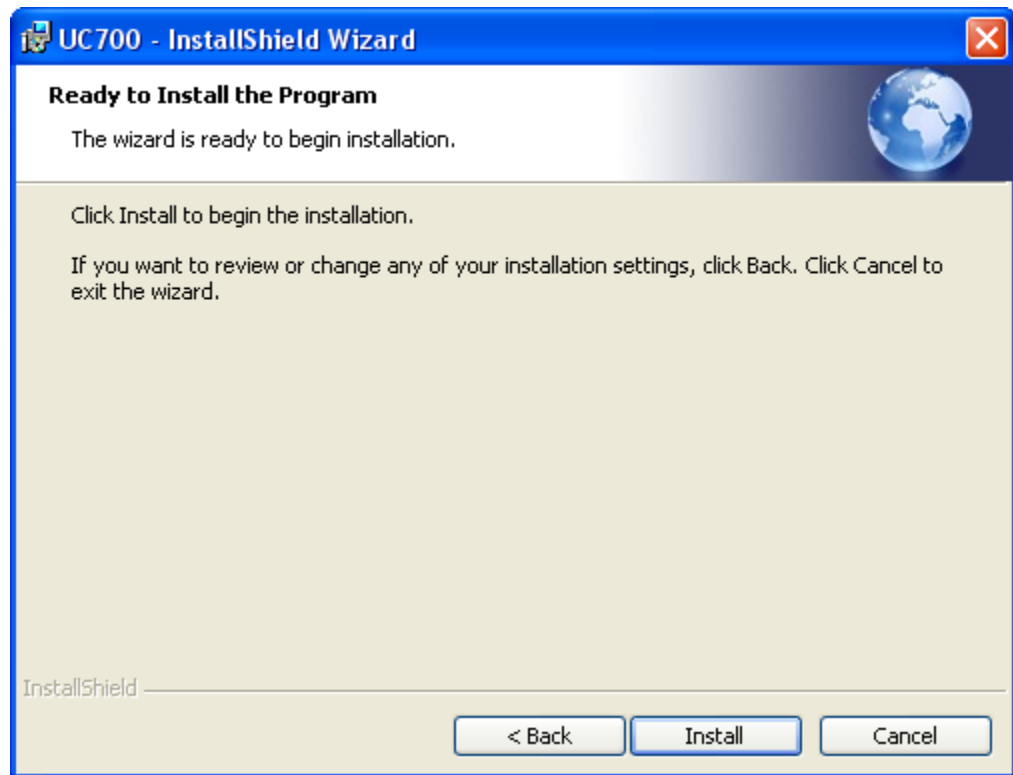 UC700 - InstallShield Wizard
Ready to Install the Program
The wizard is ready to begin installation.
Click Install to begin the installation.
If you want to review or change any of your installation settings, click Back. Click Cancel to
exit the wizard.
InstallShield
< Back Install Cancel